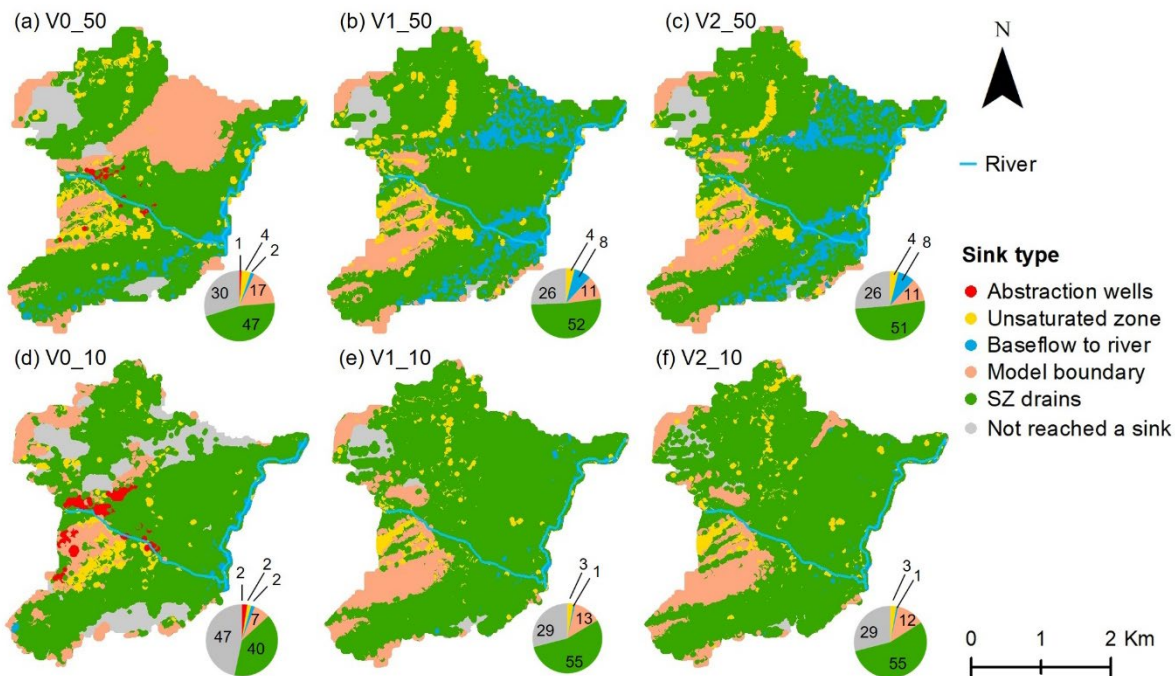 (a) V0_50
(b) V1_50
(c) V2_50
N
River
Sink type
Abstraction wells
Unsaturated zone
Baseflow to river
Model boundary
SZ drains
Not reached a sink
1
4
2
17
47
30
4
8
11
52
26
4
8
11
51
26
(d) V0_10
(e) V1_10
(f) V2_10
2
2
2
7
40
47
3
1
13
55
29
3
1
12
55
29
0 1 2 Km